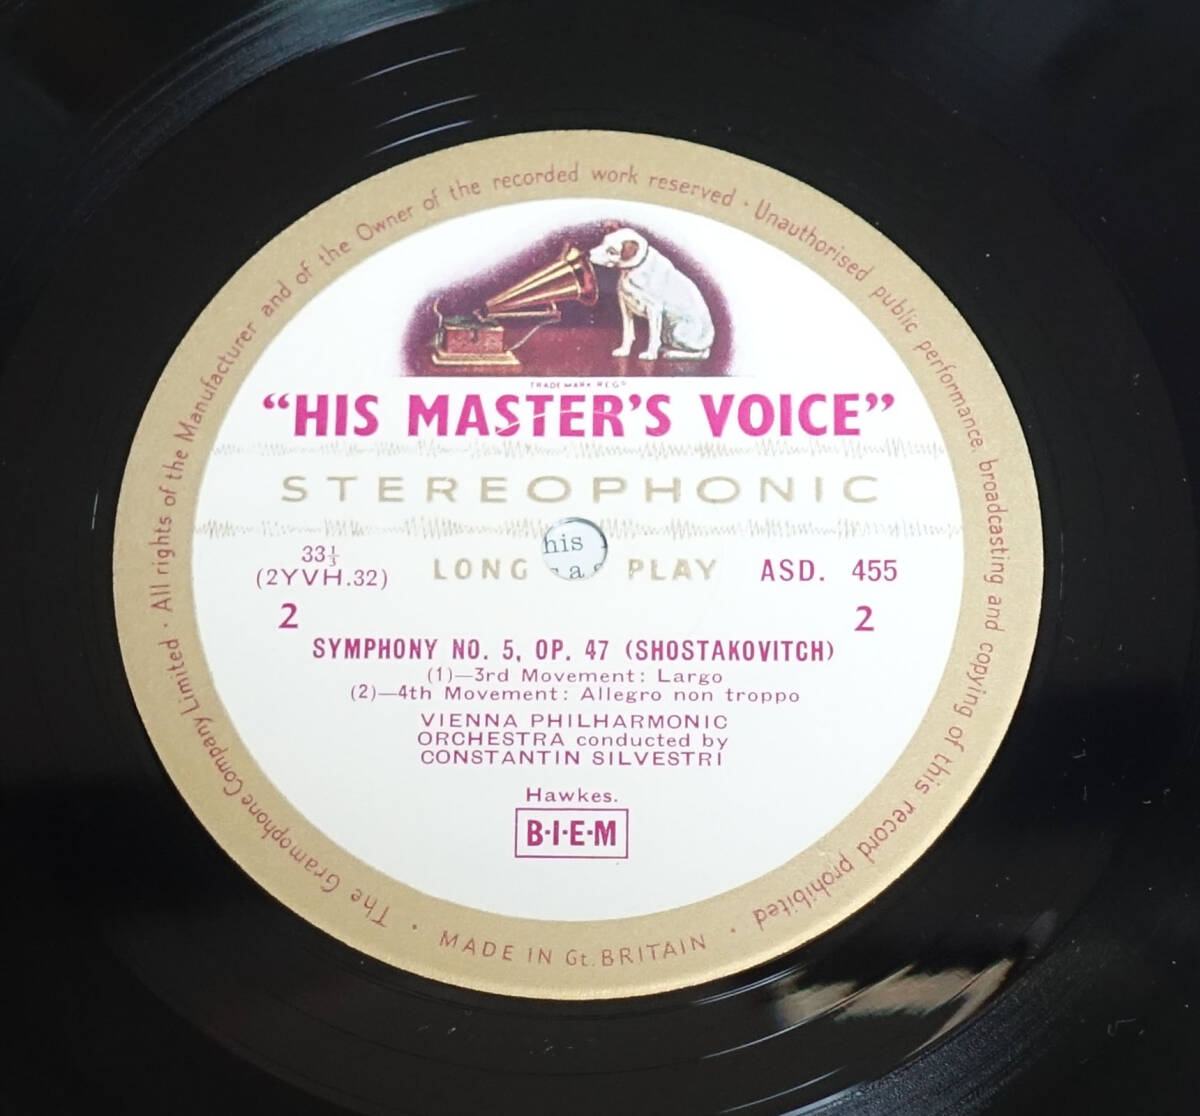 All rights of the Manufacturer and of the Owner of the recorded work reserved · Unauthorised public performance, broadcasting and copying of this record prohibited ·
TRADE MARK REGD
“HIS MASTER'S VOICE”
STEREOPHONIC
33⅓
(2YVH.32)
LONG PLAY
ASD. 455
his
2
2
SYMPHONY NO. 5, OP. 47 (SHOSTAKOVITCH)
(1)—3rd Movement: Largo
(2)—4th Movement: Allegro non troppo
VIENNA PHILHARMONIC
ORCHESTRA conducted by
CONSTANTIN SILVESTRI
Hawkes.
B·I·E·M
The Gramophone Company Limited ·
· MADE IN Gt. BRITAIN ·